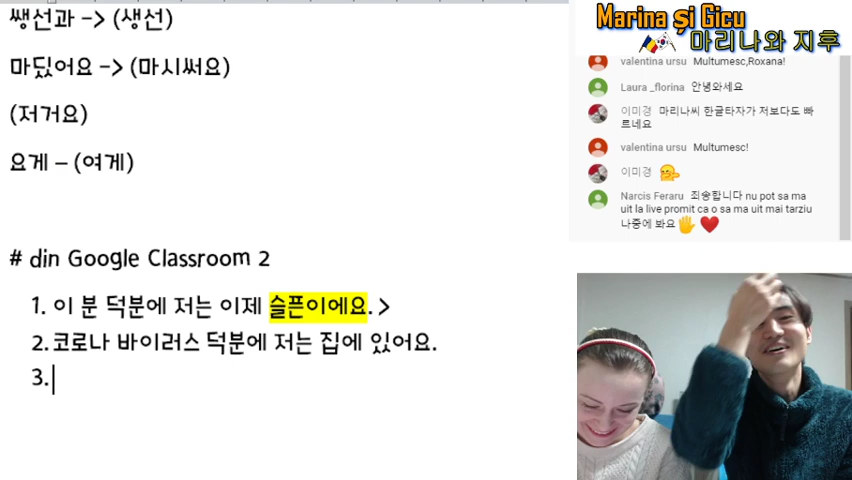 쌩선과 -> (생선)
마딨어요 -> (마시써요)
(저거요)
요게 – (여게)
# din Google Classroom 2
1. 이 분 덕분에 저는 이제 슬픈이에요. >
2. 코로나 바이러스 덕분에 저는 집에 있어요.
3.
Marina și Gicu
마리나와 지후
valentina ursu Multumesc,Roxana!
Laura _florina 안녕와세요
이미경 마리나씨 한글타자가 저보다도 빠
르네요
valentina ursu Multumesc!
이미경
Narcis Feraru 죄송합니다 nu pot sa ma
uit la live promit ca o sa ma uit mai tarziu
나중에 봐요